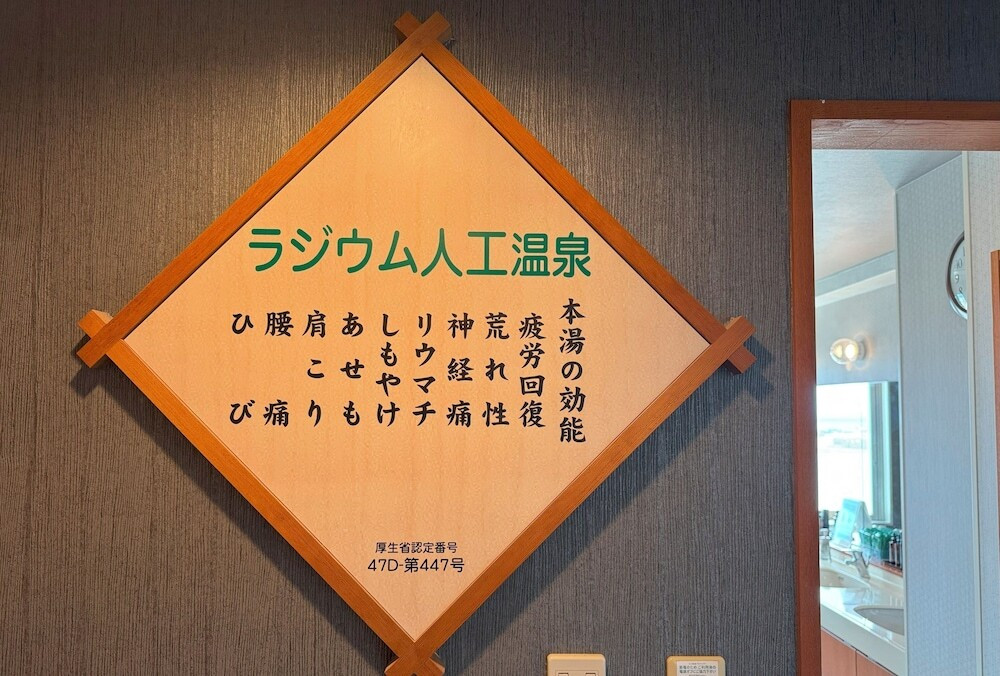 ラジウム人工温泉
本湯の効能
疲労回復
荒れ性
神経痛
リウマチ
しもやけ
あせも
肩こり
腰痛
ひび
厚生省認定番号
47D-第447号